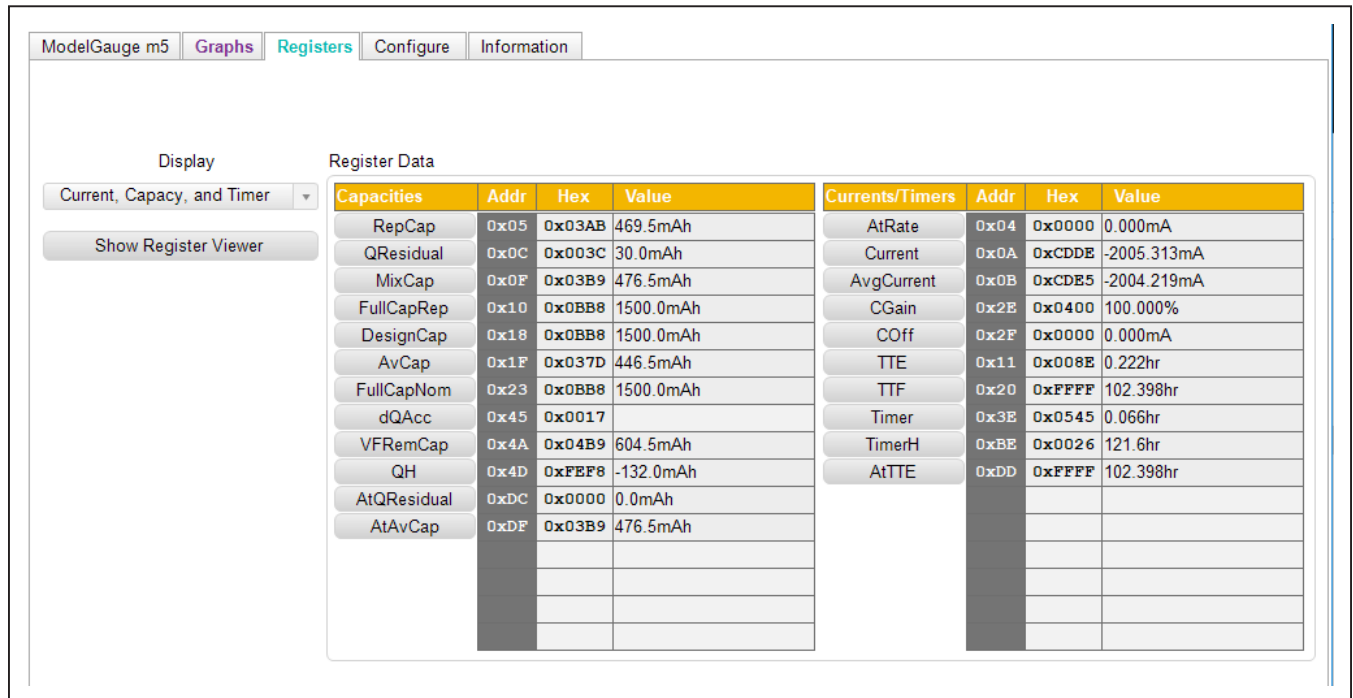 ModelGauge m5 Graphs Registers Configure Information
Display Register Data
Current, Capacy, and Timer
Show Register Viewer
Capacities Addr Hex Value Currents/Timers Addr Hex Value
RepCap 0x05 0x03AB 469.5mAh AtRate 0x04 0x0000 0.000mA
QResidual 0x0C 0x003C 30.0mAh Current 0x0A 0xCDDE -2005.313mA
MixCap 0x0F 0x03B9 476.5mAh AvgCurrent 0x0B 0xCDE5 -2004.219mA
FullCapRep 0x10 0x0BB8 1500.0mAh CGain 0x2E 0x0400 100.000%
DesignCap 0x18 0x0BB8 1500.0mAh COff 0x2F 0x0000 0.000mA
AvCap 0x1F 0x037D 446.5mAh TTE 0x11 0x008E 0.222hr
FullCapNom 0x23 0x0BB8 1500.0mAh TTF 0x20 0xFFFF 102.398hr
dQAcc 0x45 0x0017 Timer 0x3E 0x0545 0.066hr
VFRemCap 0x4A 0x04B9 604.5mAh TimerH 0xBE 0x0026 121.6hr
QH 0x4D 0xFEF8 -132.0mAh AtTTE 0xDD 0xFFFF 102.398hr
AtQResidual 0xDC 0x0000 0.0mAh
AtAvCap 0xDF 0x03B9 476.5mAh